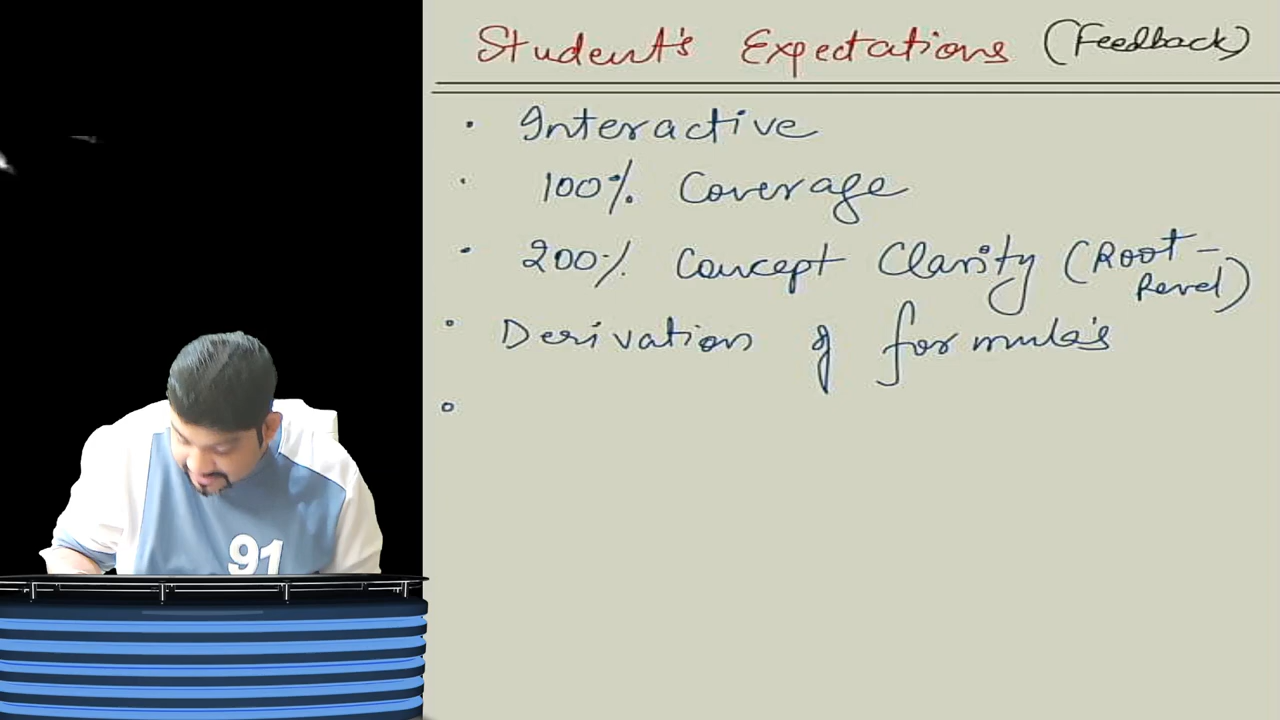 Student's Expectations (Feedback)
• Interactive
• 100% Coverage
• 200% Concept Clarity (Root-
level)
• Derivation of formula's
•
91